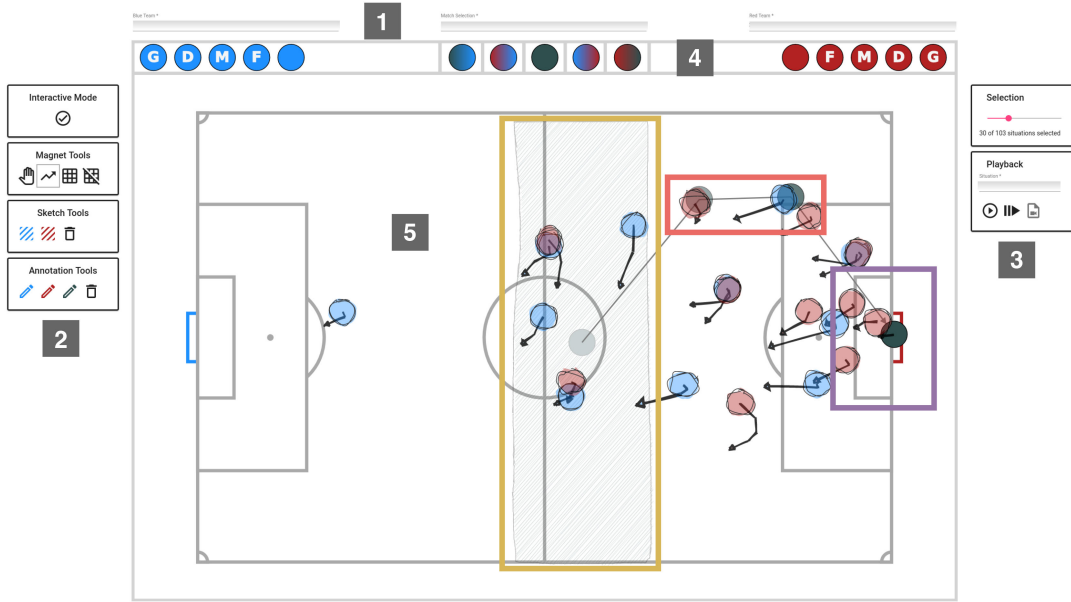 Blue Team *
Match Selection *
Red Team *
1
G D M F
4
F M D G
Interactive Mode
Magnet Tools
Sketch Tools
Annotation Tools
2
5
Selection
30 of 103 situations selected
Playback
Situation *
3